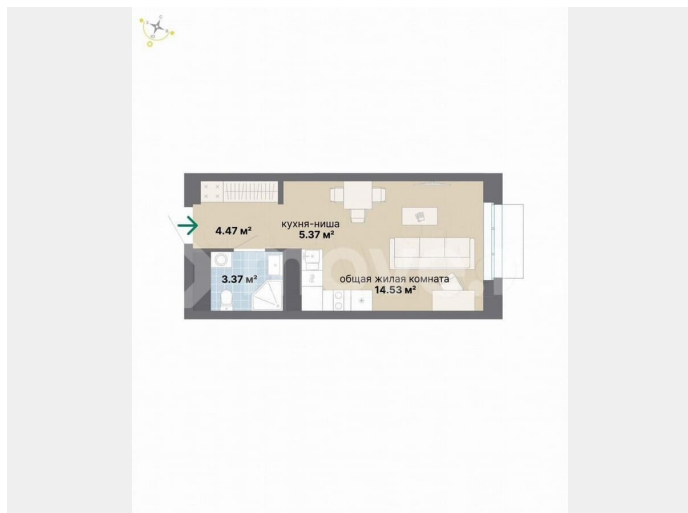 4.47 м²
кухня-ниша
5.37 м²
3.37 м²
общая жилая комната
14.53 м²